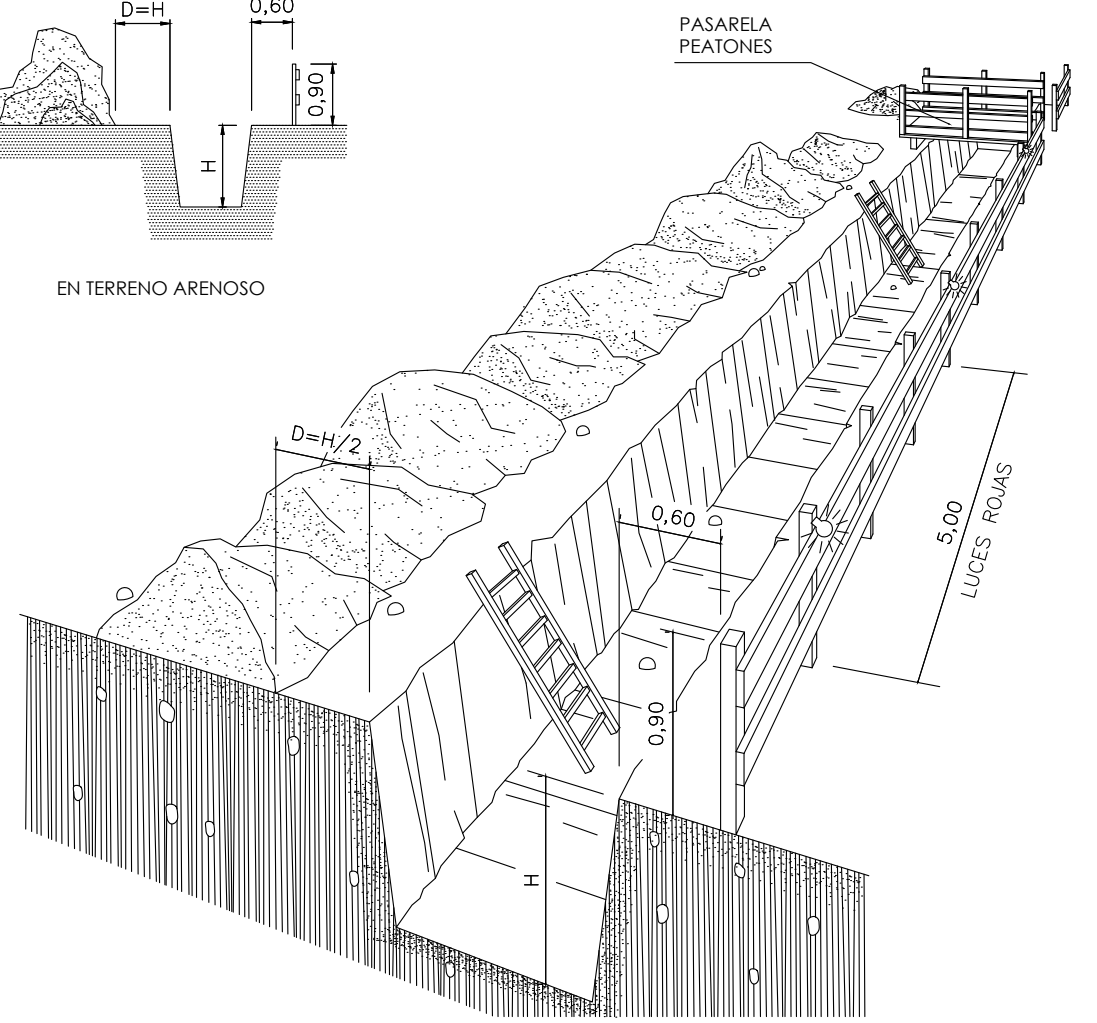 D=H
0,60
0,90
H
EN TERRENO ARENOSO
PASARELA
PEATONES
D=H/2
0,60
5,00
LUCES ROJAS
0,90
H